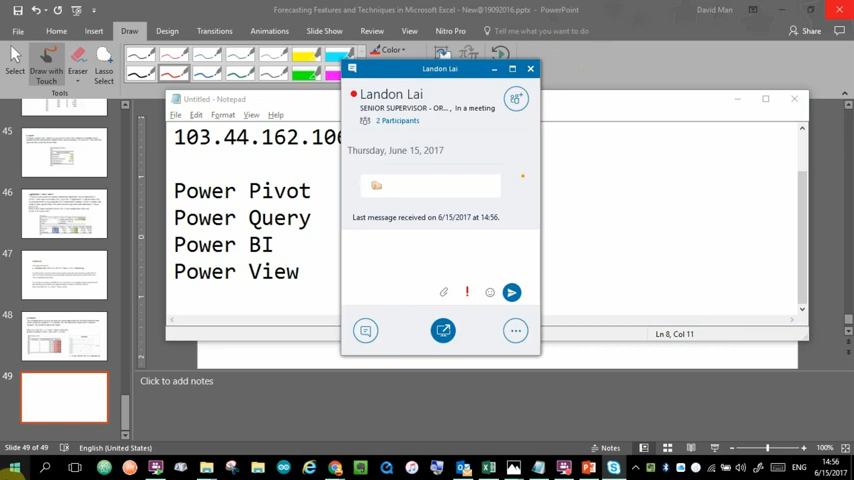 Forecasting Features and Techniques in Microsoft Excel - New@19092016.pptx - PowerPoint
David Man
File Home Insert Draw Design Transitions Animations Slide Show Review View Nitro Pro Tell me what you want to do
Share
Select
Draw with
Touch
Eraser
Lasso
Select
Color
Tools
45
46
47
48
49
Untitled - Notepad
File Edit Format View Help
103.44.162.106
Power Pivot
Power Query
Power BI
Power View
Ln 8, Col 11
Landon Lai
Landon Lai
SENIOR SUPERVISOR - OR... , In a meeting
2 Participants
Thursday, June 15, 2017
Last message received on 6/15/2017 at 14:56.
Click to add notes
Slide 49 of 49
English (United States)
Notes
100%
ENG
14:56
6/15/2017